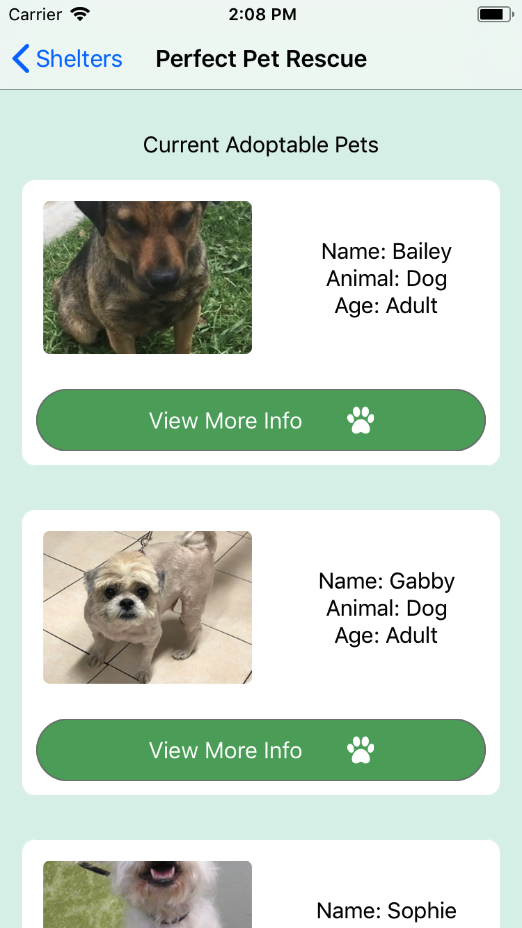 Carrier 2:08 PM
Shelters Perfect Pet Rescue
Current Adoptable Pets
Name: Bailey
Animal: Dog
Age: Adult
View More Info
Name: Gabby
Animal: Dog
Age: Adult
View More Info
Name: Sophie